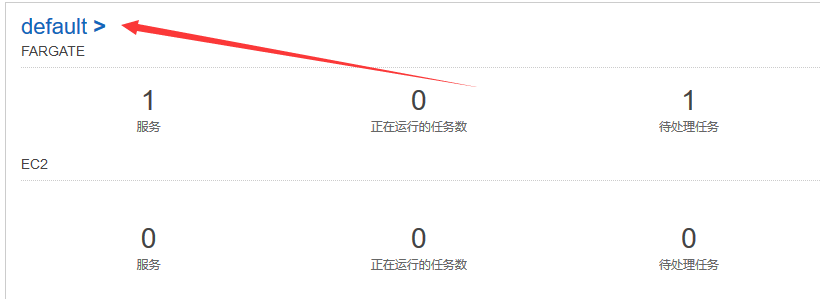 default >
FARGATE
1 0 1
服务 正在运行的任务数 待处理任务
EC2
0 0 0
服务 正在运行的任务数 待处理任务